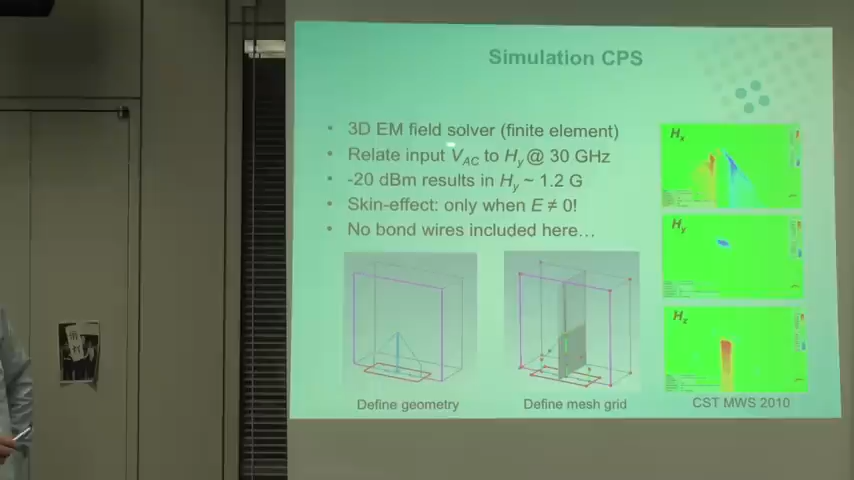 Simulation CPS
• 3D EM field solver (finite element)
• Relate input V_AC to H_y @ 30 GHz
• -20 dBm results in H_y ~ 1.2 G
• Skin-effect: only when E ≠ 0!
• No bond wires included here…
H_x
H_y
H_z
Define geometry
Define mesh grid
CST MWS 2010